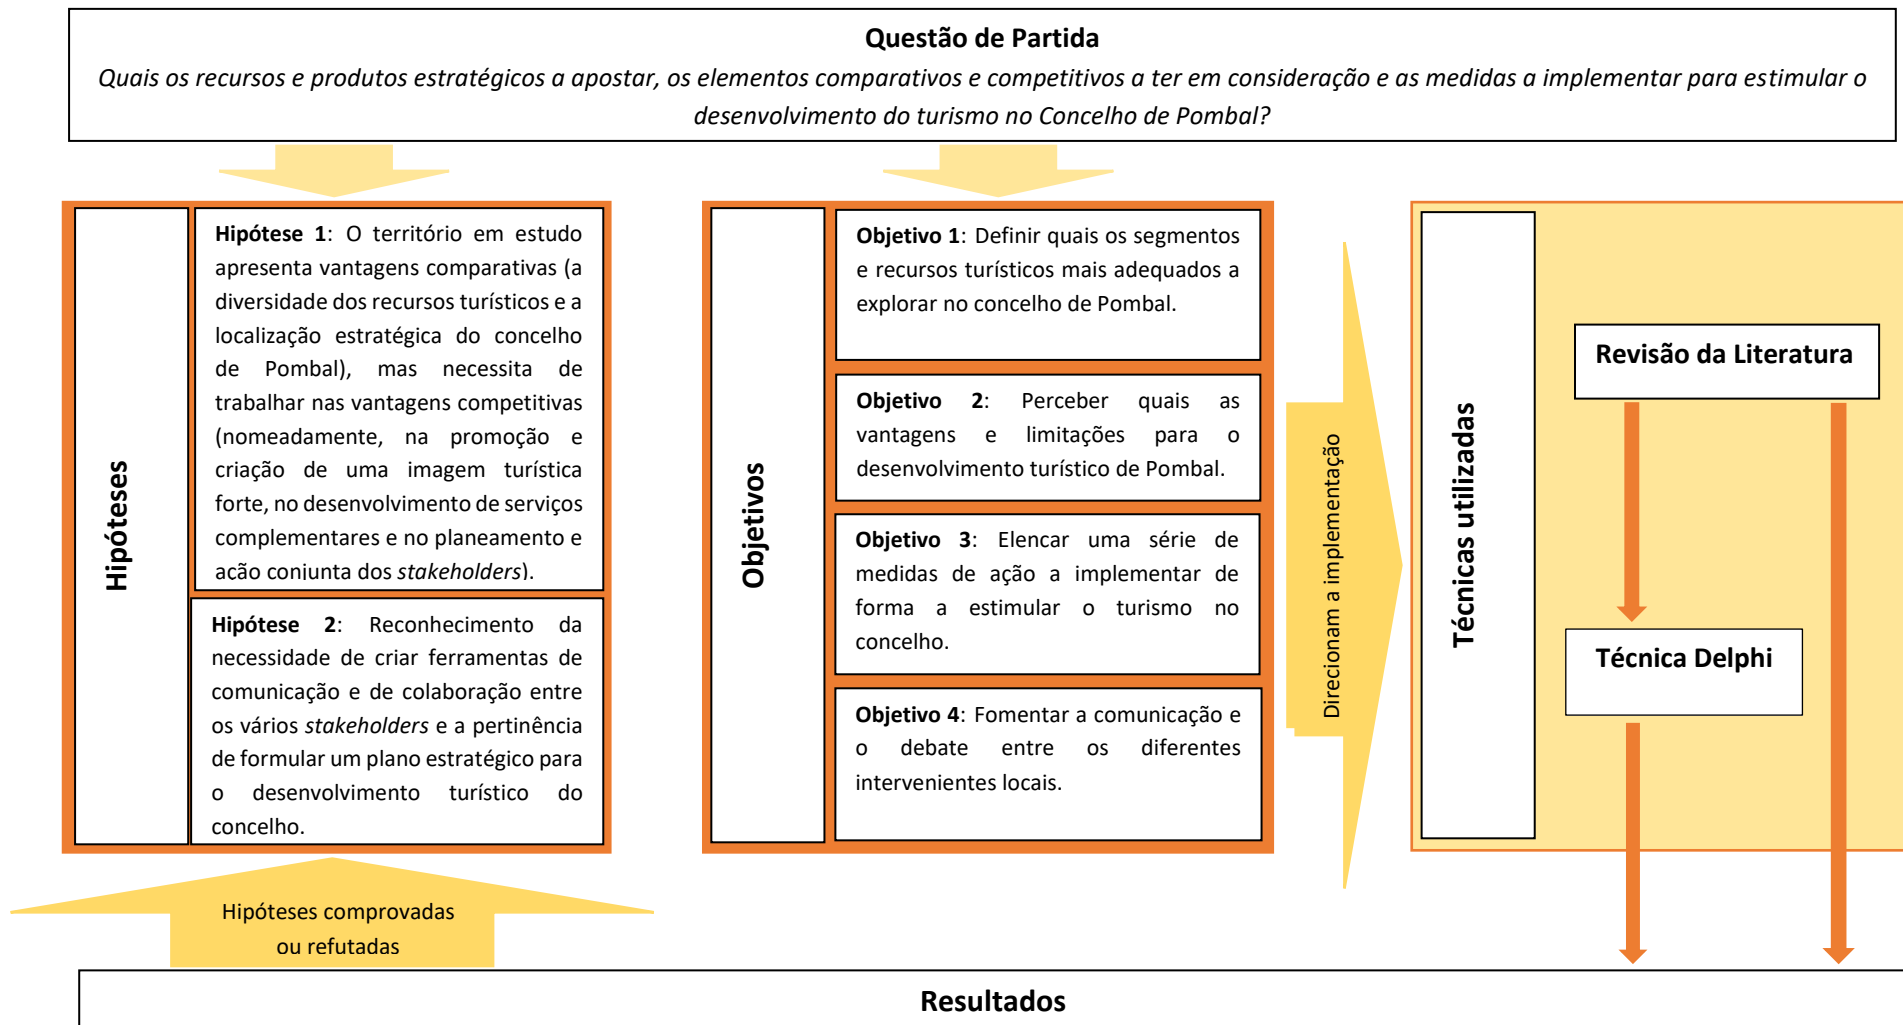 Questão de Partida
Quais os recursos e produtos estratégicos a apostar, os elementos comparativos e competitivos a ter em consideração e as medidas a implementar para estimular o
desenvolvimento do turismo no Concelho de Pombal?
Hipóteses
Hipótese 1: O território em estudo
apresenta vantagens comparativas (a
diversidade dos recursos turísticos e a
localização estratégica do concelho
de Pombal), mas necessita de
trabalhar nas vantagens competitivas
(nomeadamente, na promoção e
criação de uma imagem turística
forte, no desenvolvimento de serviços
complementares e no planeamento e
ação conjunta dos stakeholders).
Hipótese 2: Reconhecimento da
necessidade de criar ferramentas de
comunicação e de colaboração entre
os vários stakeholders e a pertinência
de formular um plano estratégico para
o desenvolvimento turístico do
concelho.
Objetivos
Objetivo 1: Definir quais os segmentos
e recursos turísticos mais adequados a
explorar no concelho de Pombal.
Objetivo 2: Perceber quais as
vantagens e limitações para o
desenvolvimento turístico de Pombal.
Objetivo 3: Elencar uma série de
medidas de ação a implementar de
forma a estimular o turismo no
concelho.
Objetivo 4: Fomentar a comunicação e
o debate entre os diferentes
intervenientes locais.
Direcionam a implementação
Técnicas utilizadas
Revisão da Literatura
Técnica Delphi
Hipóteses comprovadas
ou refutadas
Resultados